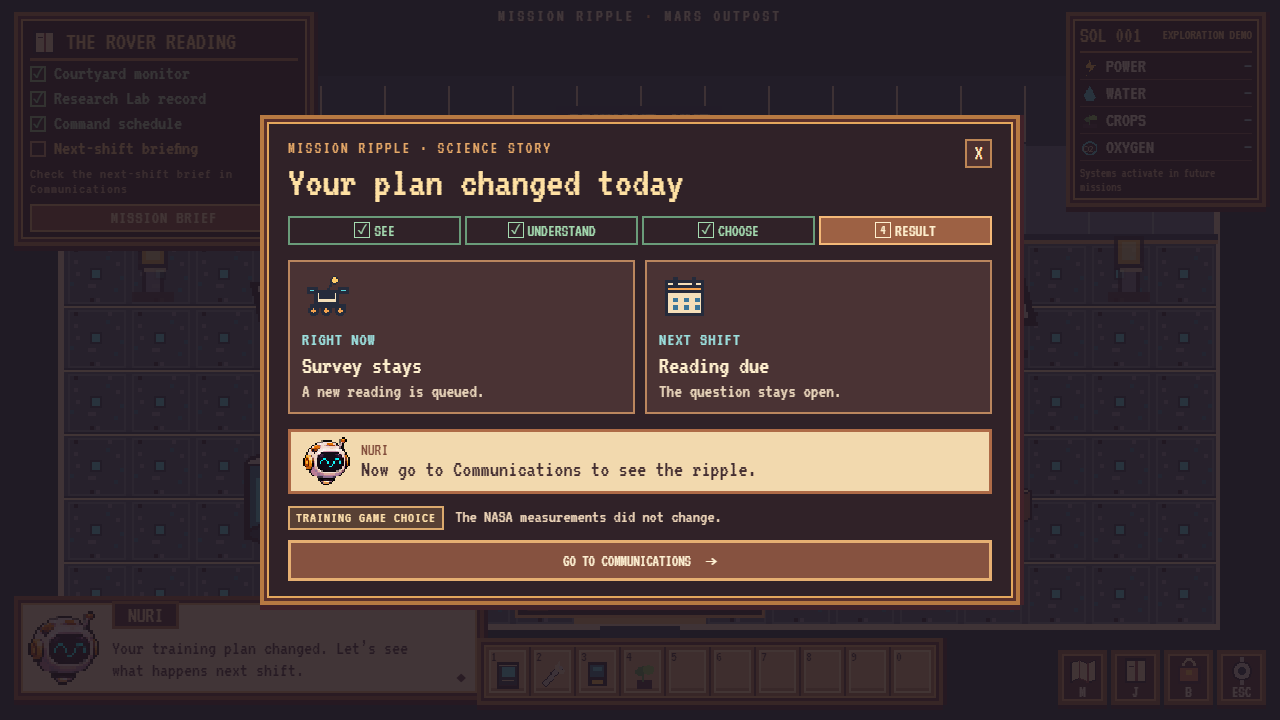 MISSION RIPPLE · MARS OUTPOST
THE ROVER READING
Courtyard monitor
Research Lab record
Command schedule
Next-shift briefing
Check the next-shift brief in
Communications
MISSION BRIEF
SOL 001 EXPLORATION DEMO
POWER —
WATER —
CROPS —
OXYGEN —
Systems activate in future
missions
MISSION RIPPLE · SCIENCE STORY
X
Your plan changed today
SEE
UNDERSTAND
CHOOSE
4 RESULT
RIGHT NOW
Survey stays
A new reading is queued.
NEXT SHIFT
Reading due
The question stays open.
NURI
Now go to Communications to see the ripple.
TRAINING GAME CHOICE The NASA measurements did not change.
GO TO COMMUNICATIONS →
NURI
Your training plan changed. Let's see
what happens next shift.
1 2 3 4 5 6 7 8 9 0
M J B ESC